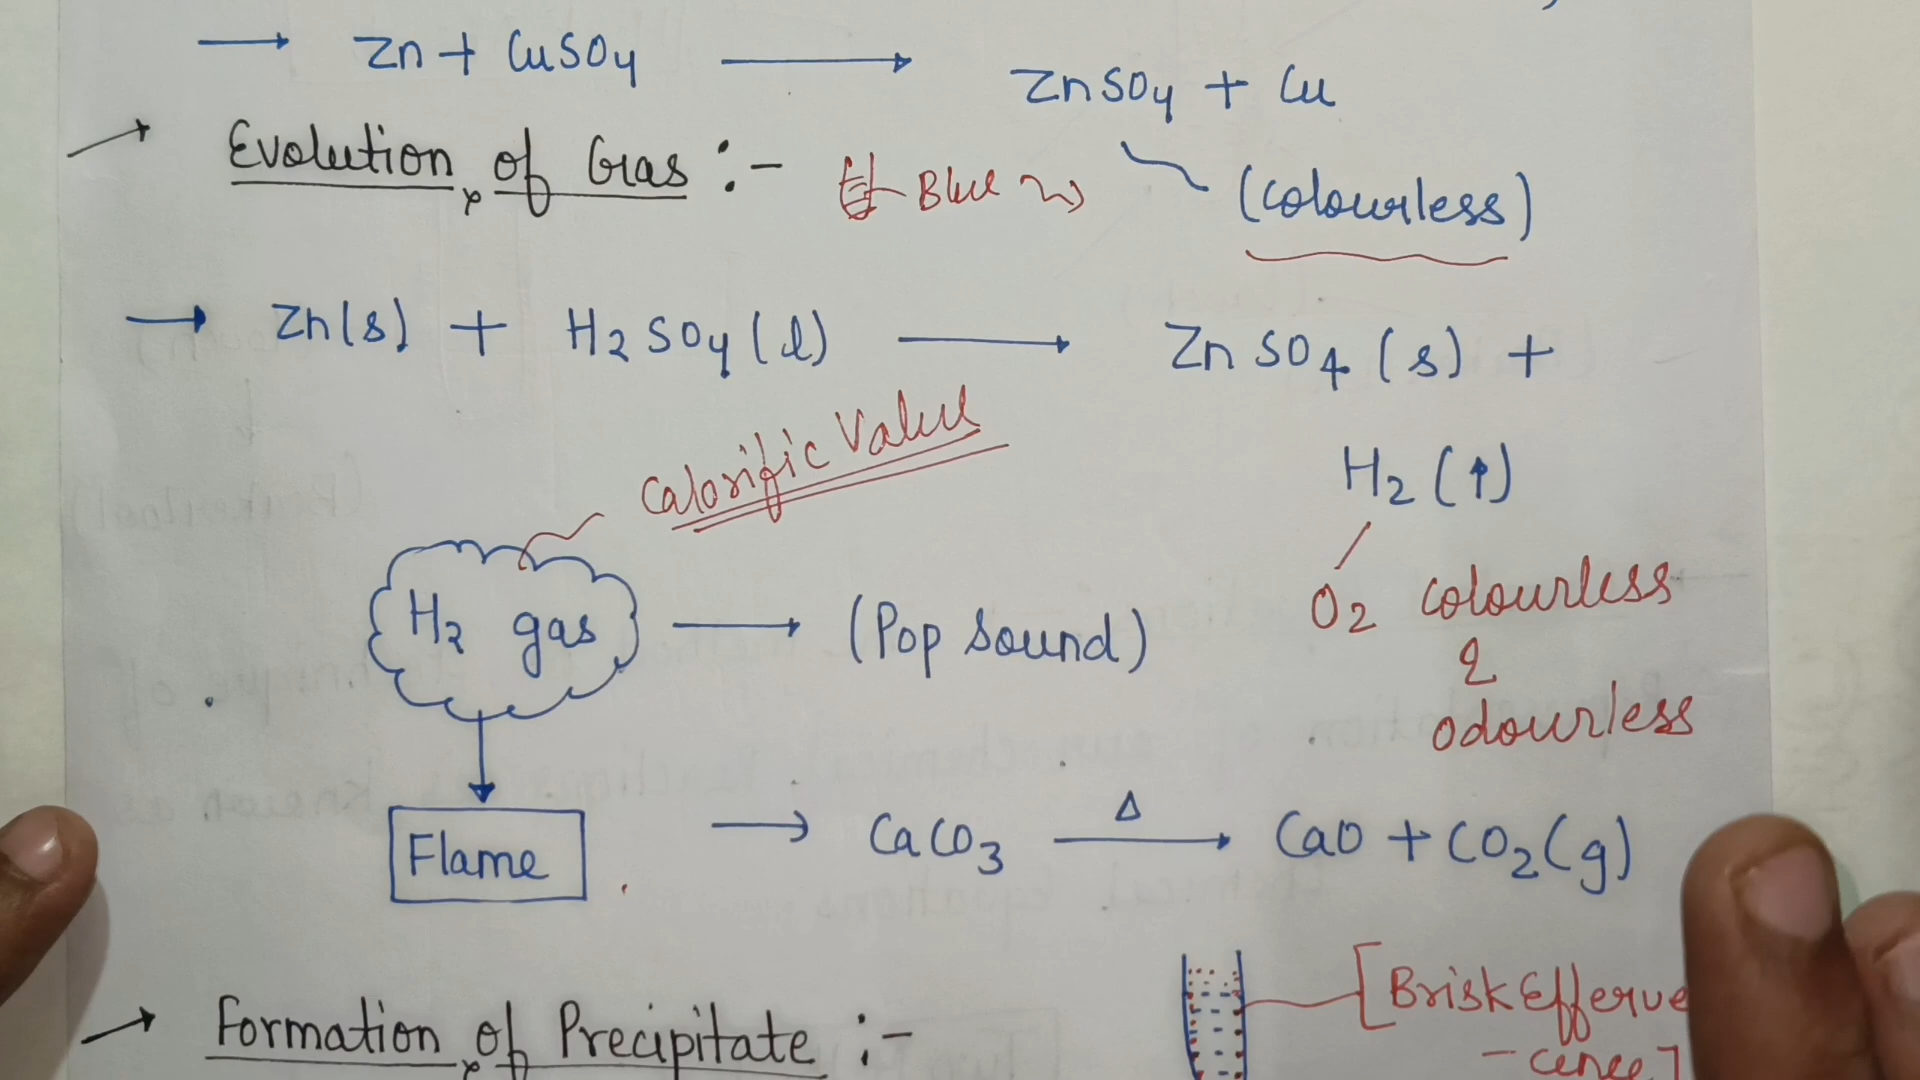 → Zn + CuSO4 → ZnSO4 + Cu
→ Evolution of Gas :- Blue (colourless)
→ Zn(s) + H2SO4(l) → ZnSO4(s) +
H2(↑)
Calorific Value
H2 gas → (Pop Sound)
O2 colourless
&
odourless
Flame
→ CaCO3 Δ→ CaO + CO2(g)
[Brisk Efferve
-cence]
→ Formation of Precipitate :-